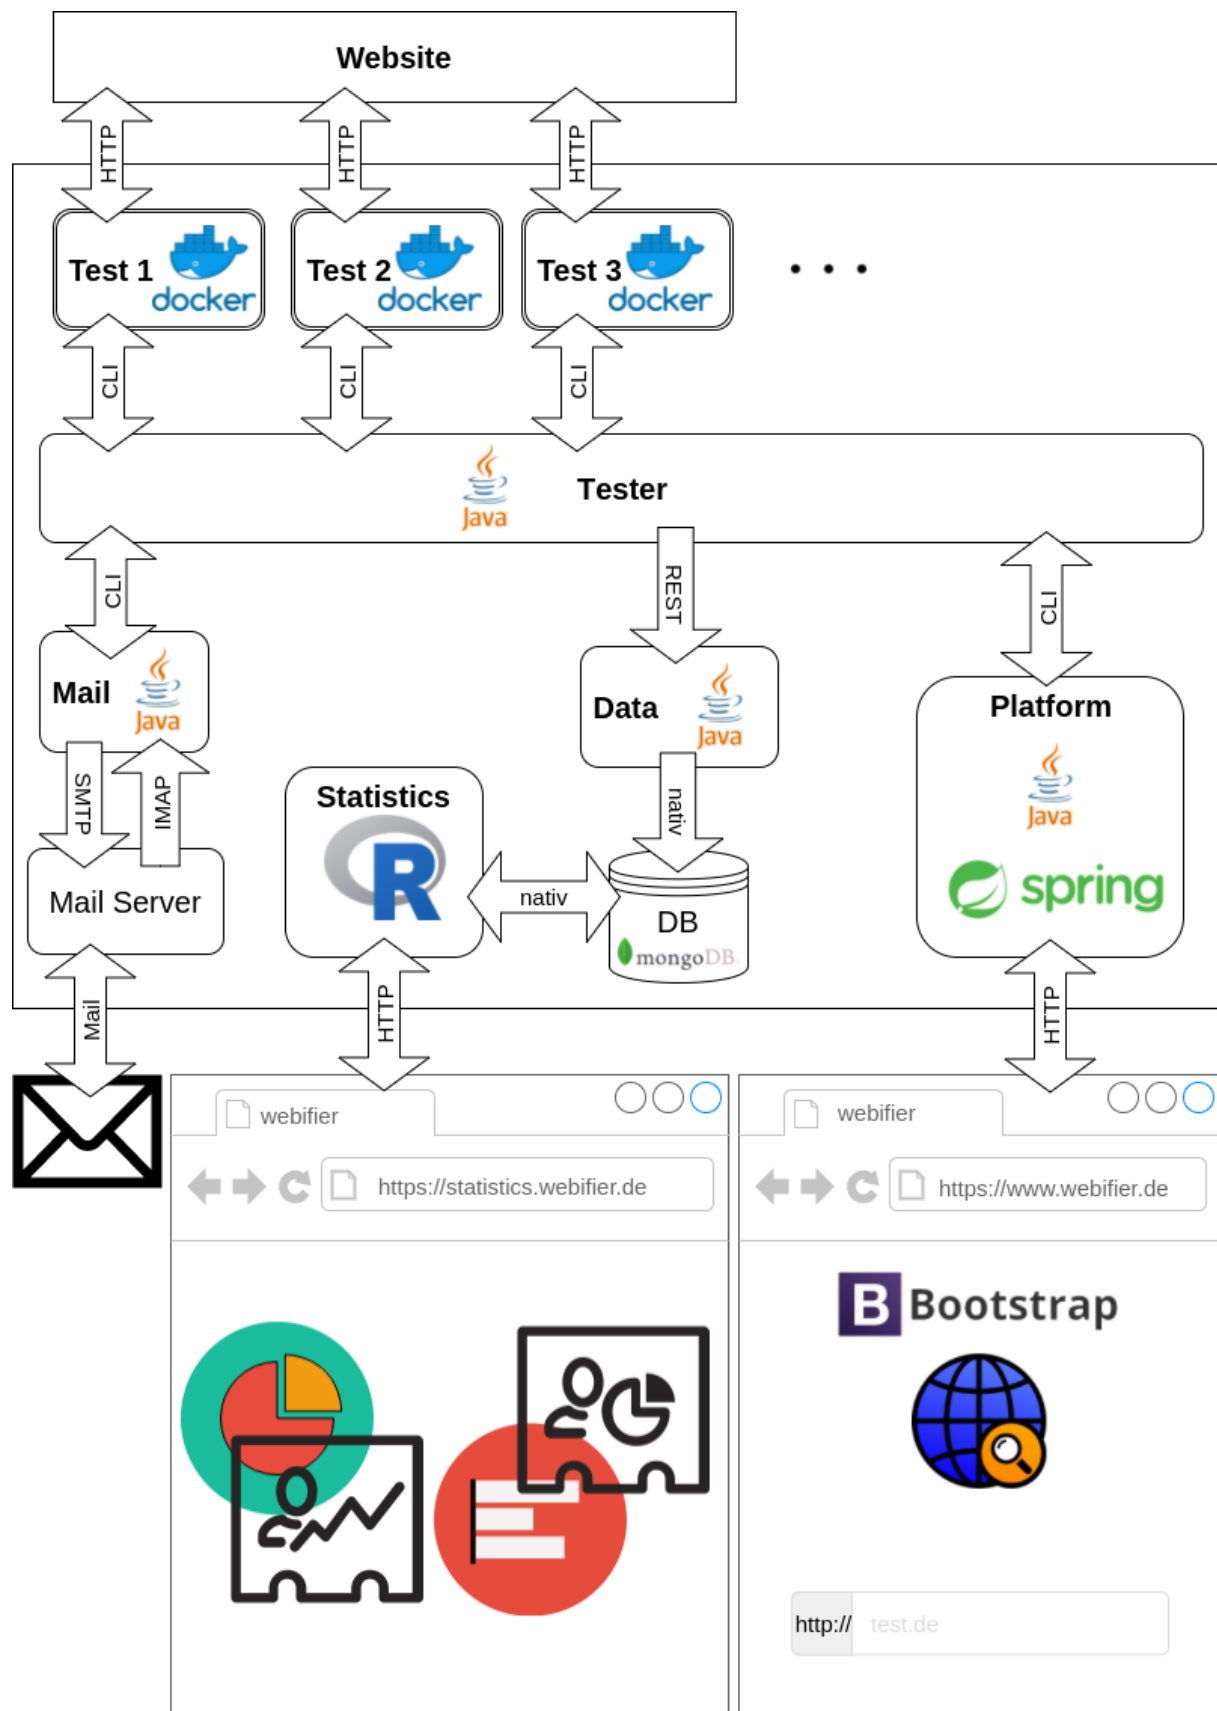 Website
HTTP
HTTP
HTTP
Test 1
docker
Test 2
docker
Test 3
docker
. . .
CLI
CLI
CLI
Java
Tester
CLI
REST
CLI
Mail
Java
Data
Java
Platform
Java
spring
SMTP
IMAP
nativ
Statistics
R
Mail Server
nativ
DB
mongoDB.
Mail
HTTP
HTTP
webifier
https://statistics.webifier.de
webifier
https://www.webifier.de
B Bootstrap
http://
test.de